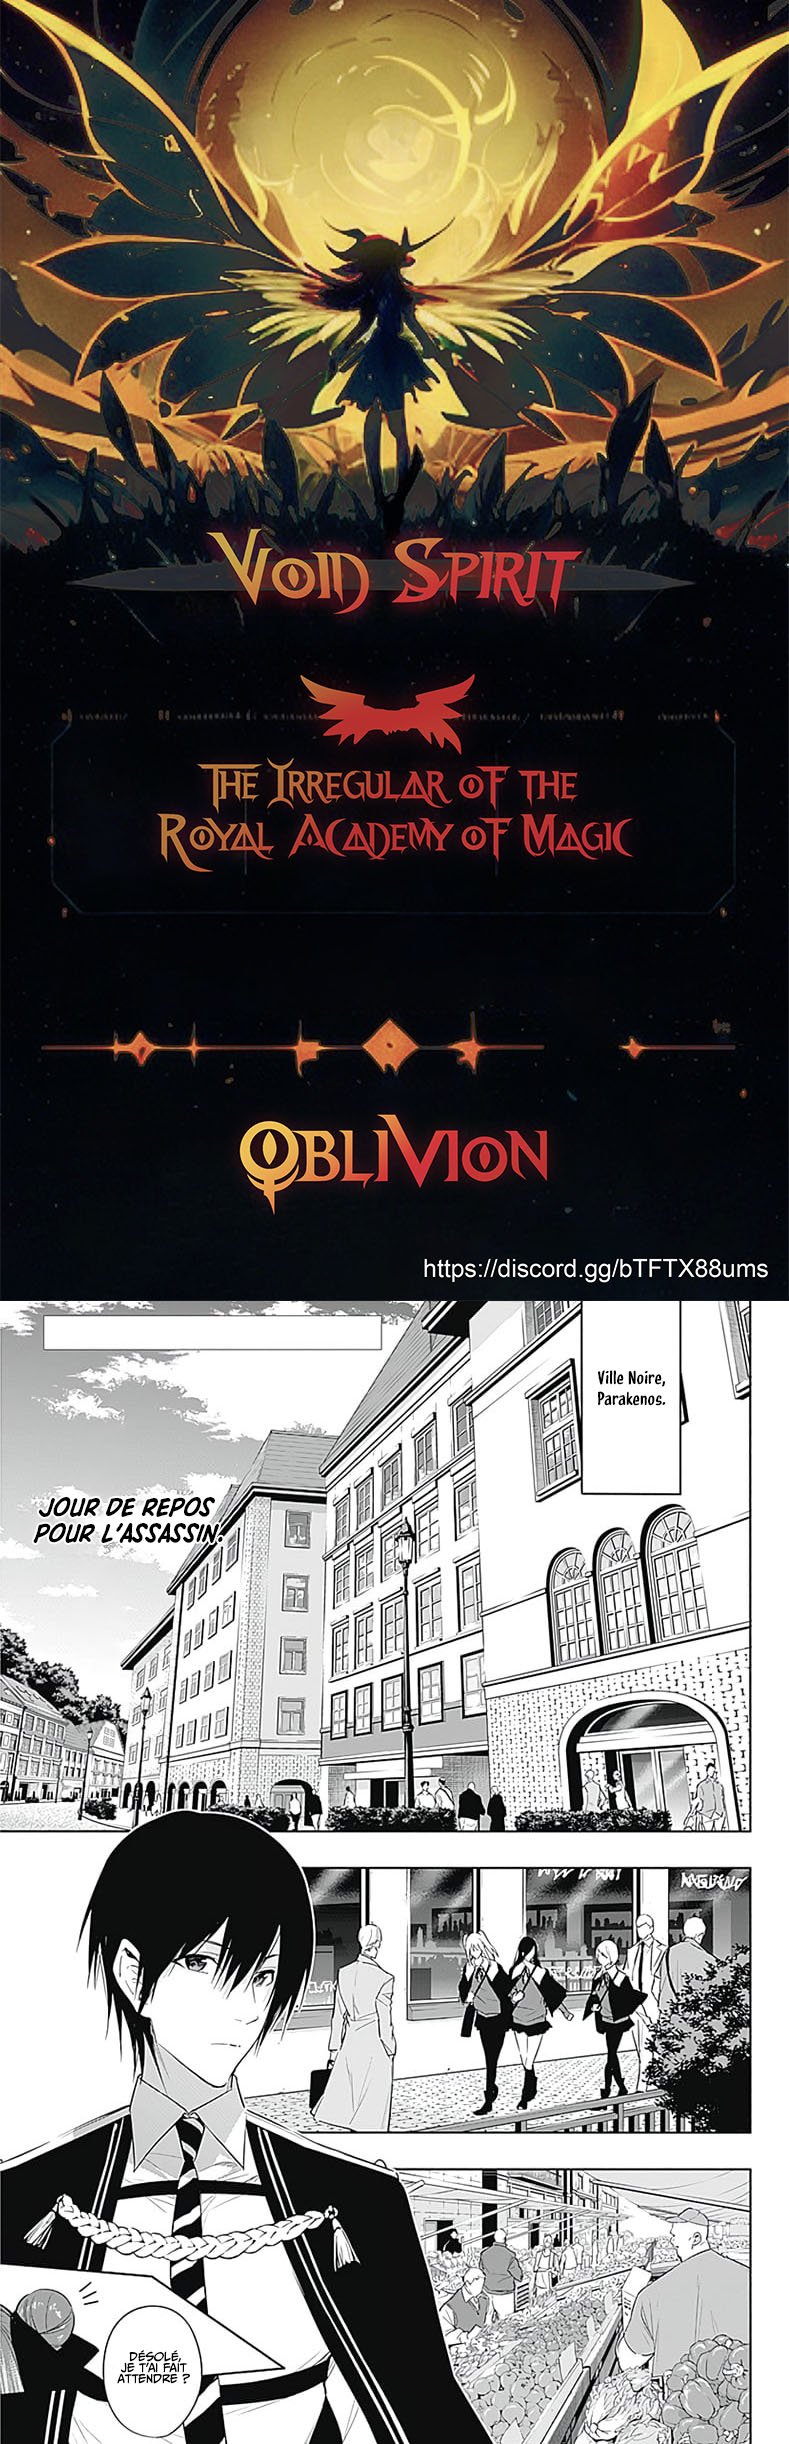 Void Spirit
The Irregular of the
Royal Academy of Magic
Oblivion
https://discord.gg/bTFTX88ums
Ville Noire,
Parakenos.
JOUR DE REPOS
POUR L'ASSASSIN.
DÉSOLÉ,
JE T'AI FAIT
ATTENDRE ?